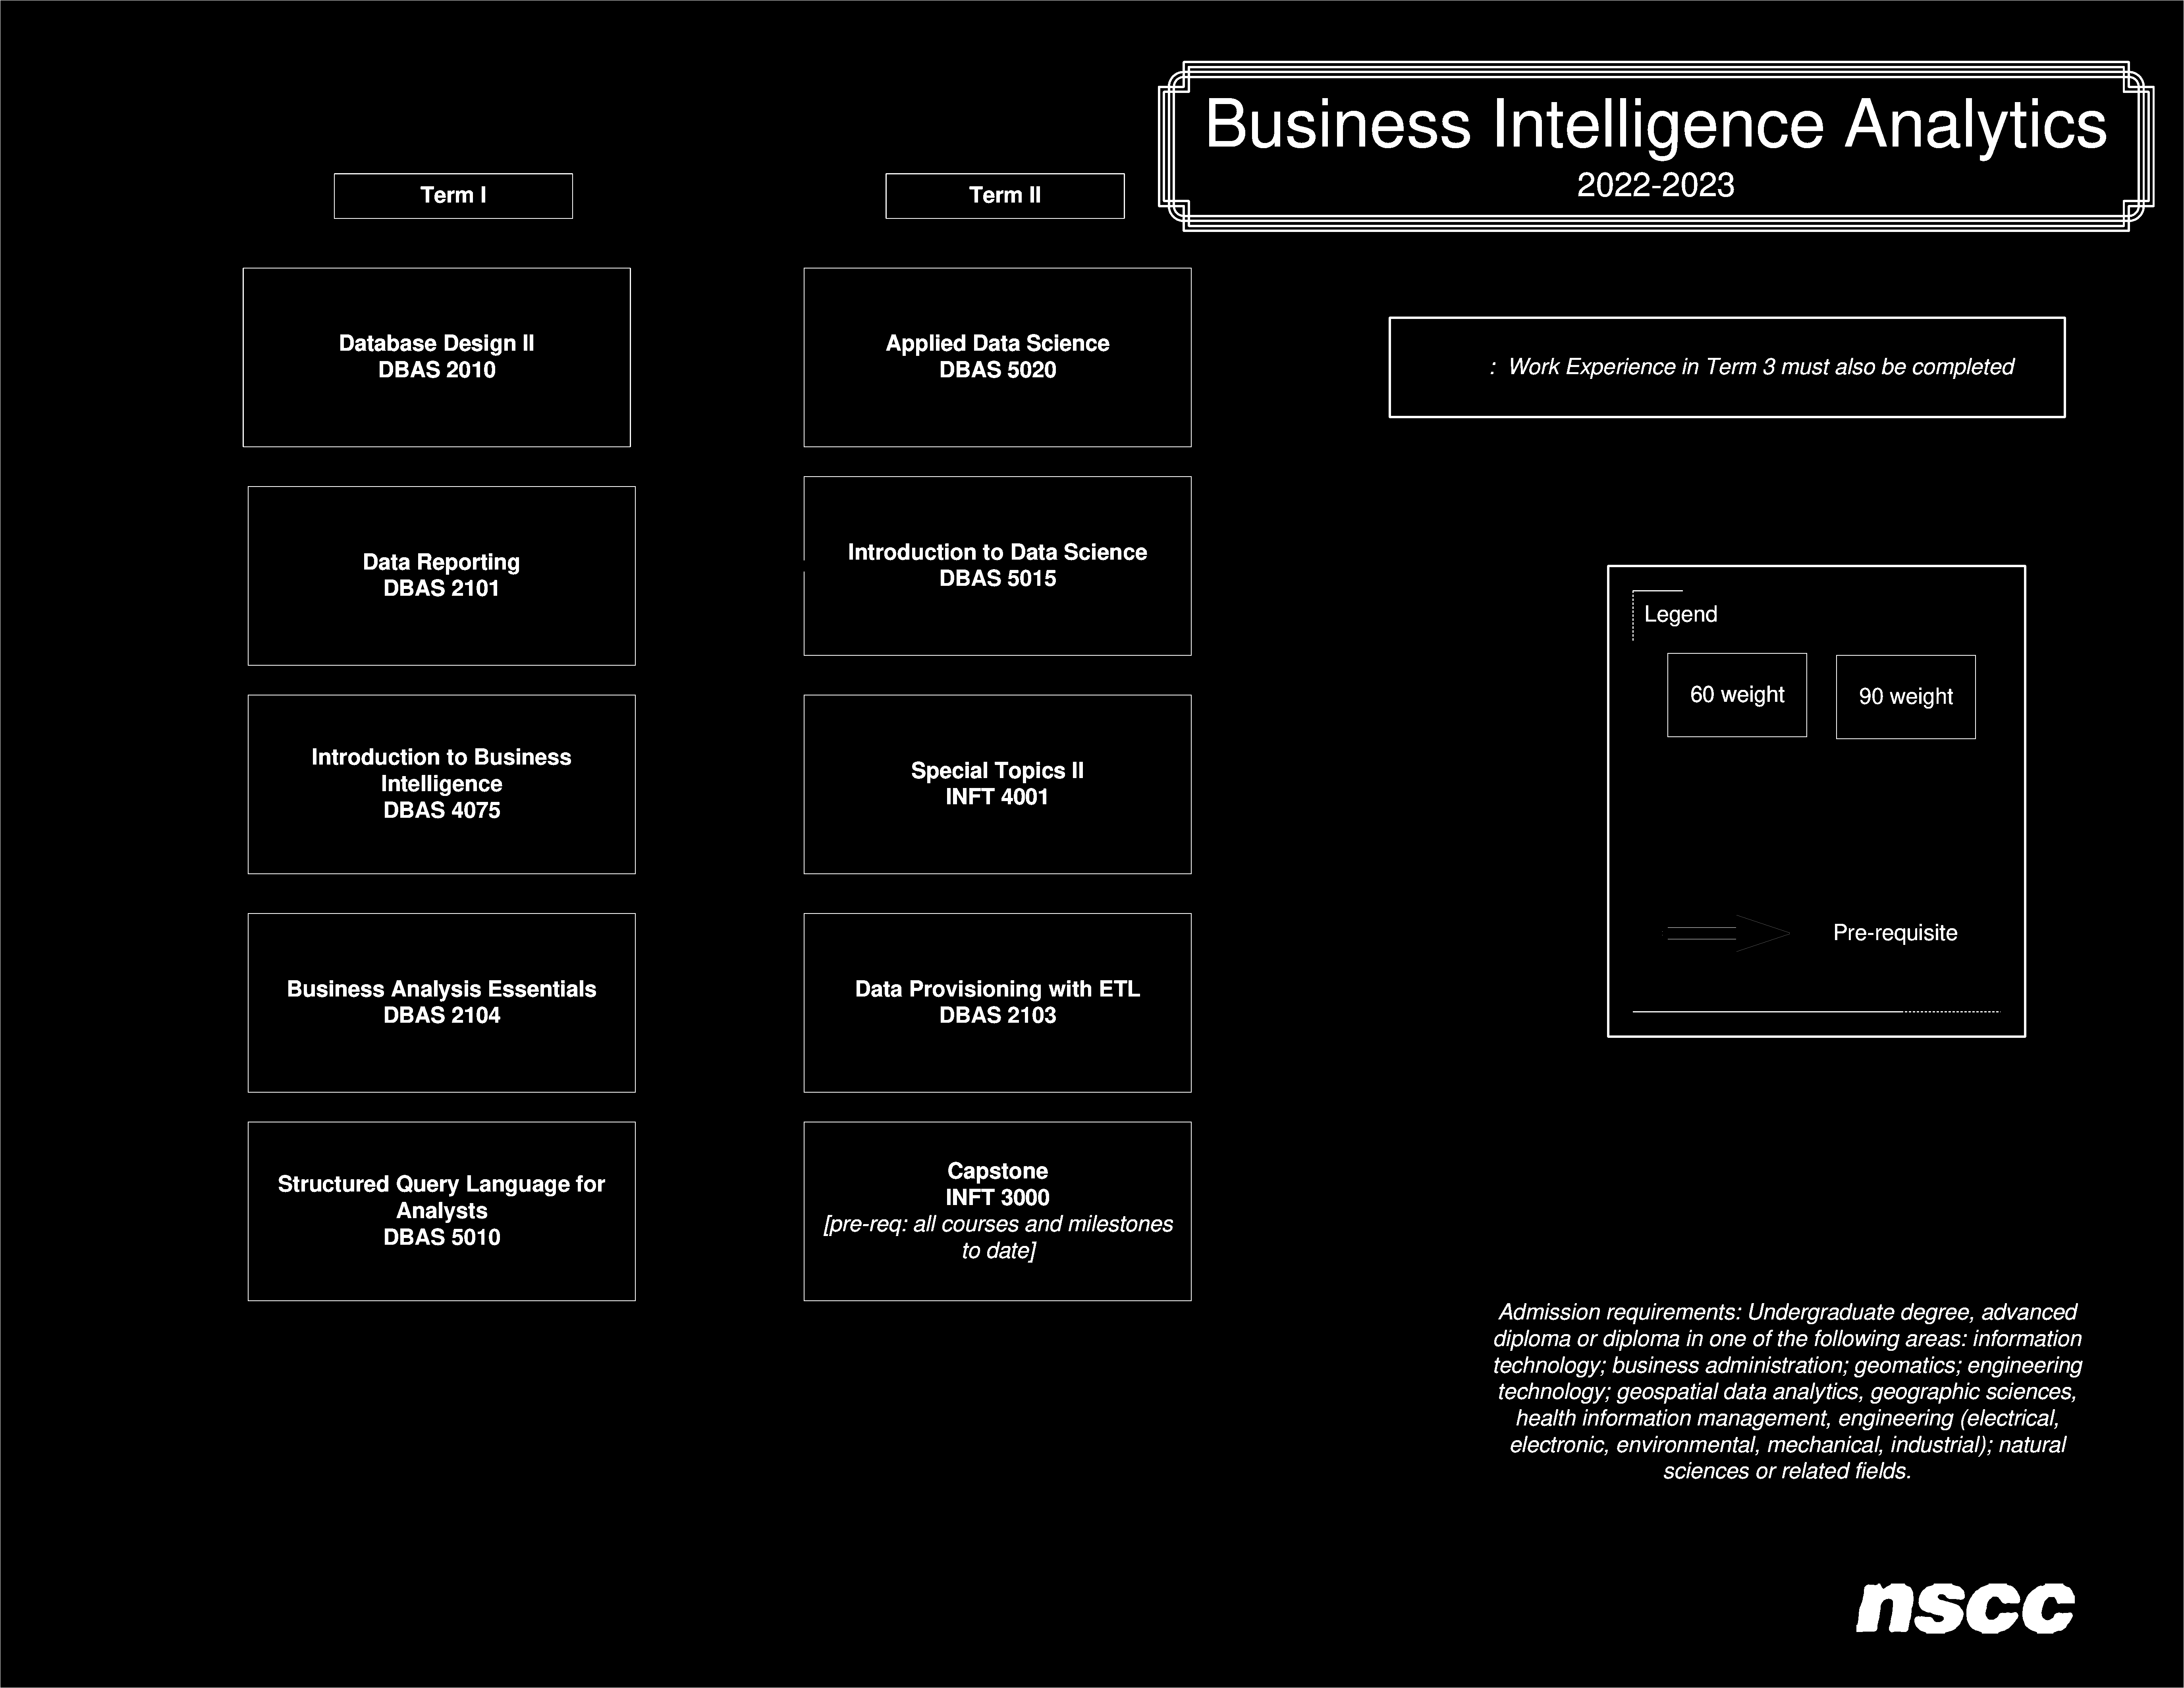 Business Intelligence Analytics
2022-2023
Term I
Term II
Database Design II
DBAS 2010
Applied Data Science
DBAS 5020
: Work Experience in Term 3 must also be completed
Data Reporting
DBAS 2101
Introduction to Data Science
DBAS 5015
Legend
60 weight
90 weight
Pre-requisite
Introduction to Business
Intelligence
DBAS 4075
Special Topics II
INFT 4001
Business Analysis Essentials
DBAS 2104
Data Provisioning with ETL
DBAS 2103
Structured Query Language for
Analysts
DBAS 5010
Capstone
INFT 3000
[pre-req: all courses and milestones
to date]
Admission requirements: Undergraduate degree, advanced
diploma or diploma in one of the following areas: information
technology; business administration; geomatics; engineering
technology; geospatial data analytics, geographic sciences,
health information management, engineering (electrical,
electronic, environmental, mechanical, industrial); natural
sciences or related fields.
nscc